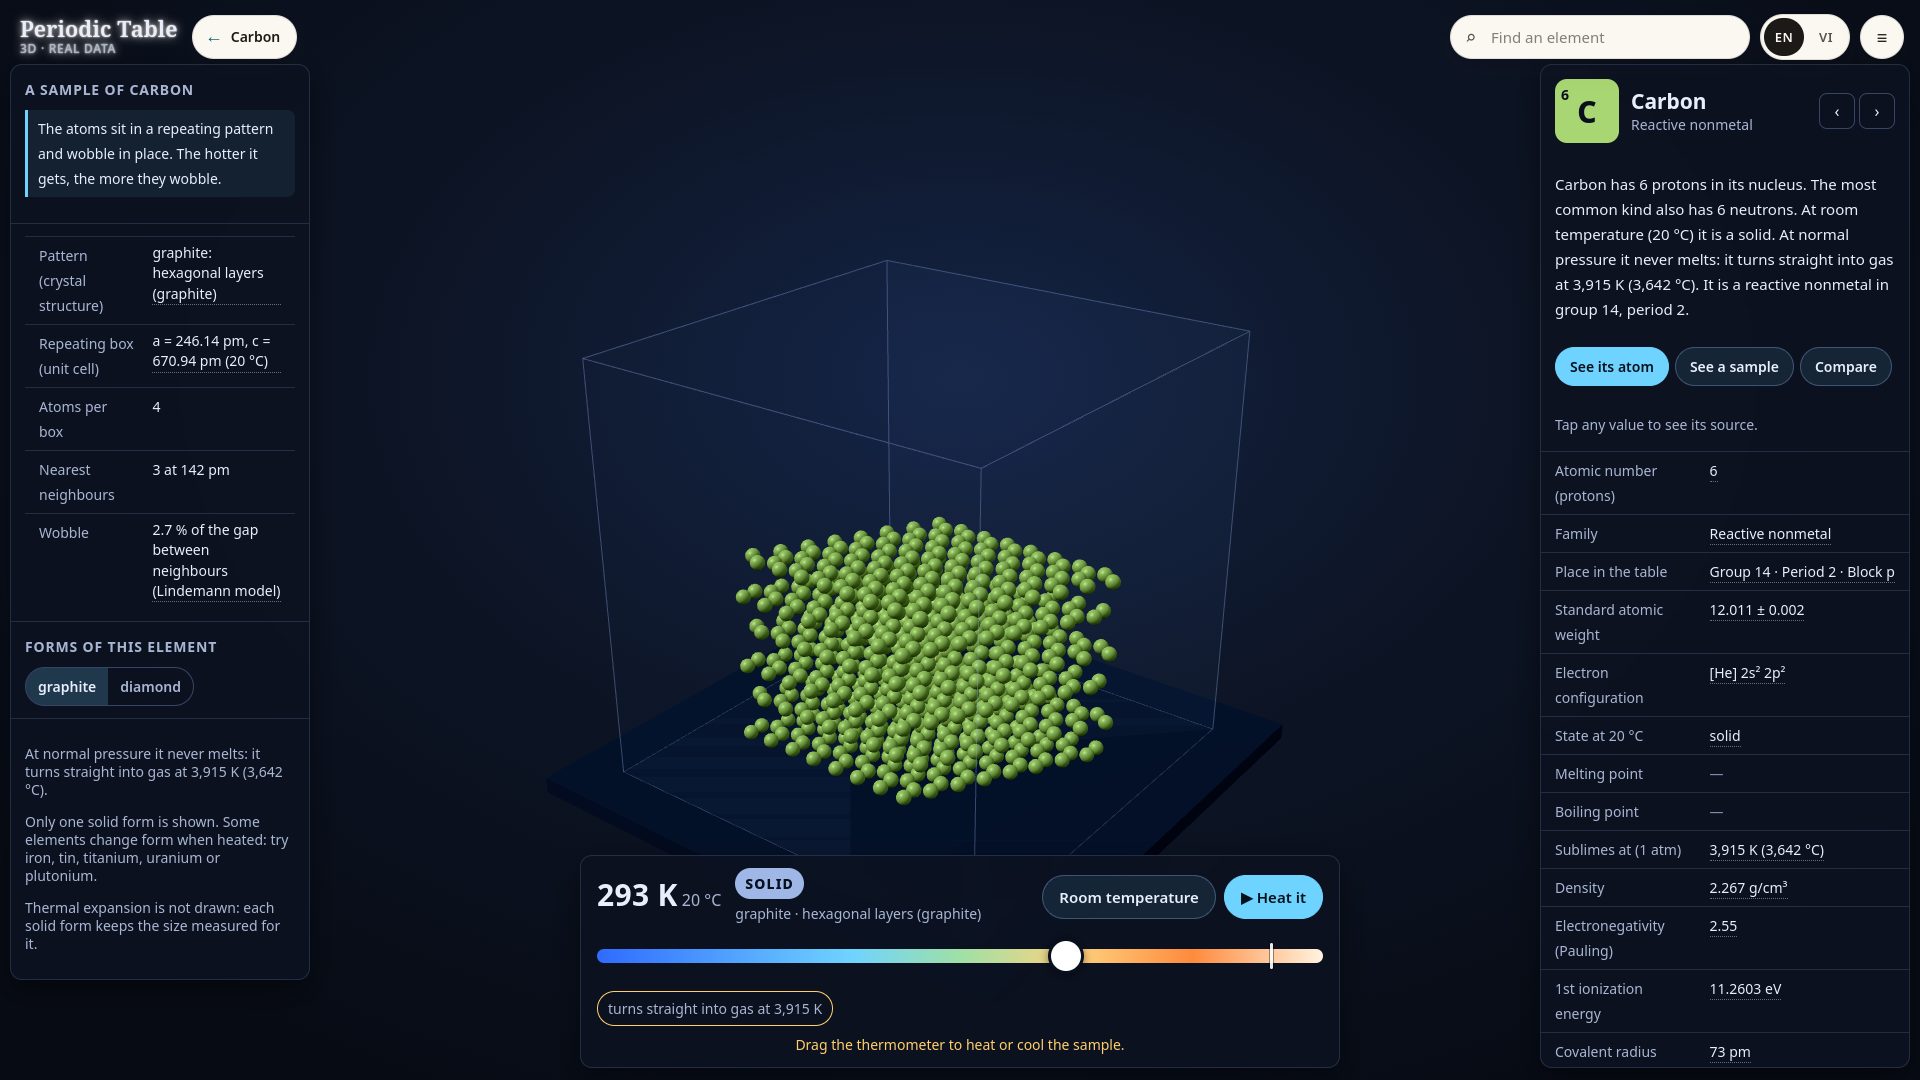 Periodic Table
3D · REAL DATA
← Carbon
⌕ Find an element
EN VI
≡
A SAMPLE OF CARBON
The atoms sit in a repeating pattern
and wobble in place. The hotter it
gets, the more they wobble.
Pattern
(crystal
structure)
graphite:
hexagonal layers
(graphite)
Repeating box
(unit cell)
a = 246.14 pm, c =
670.94 pm (20 °C)
Atoms per
box
4
Nearest
neighbours
3 at 142 pm
Wobble
2.7 % of the gap
between
neighbours
(Lindemann model)
FORMS OF THIS ELEMENT
graphite diamond
At normal pressure it never melts: it
turns straight into gas at 3,915 K (3,642
°C).
Only one solid form is shown. Some
elements change form when heated: try
iron, tin, titanium, uranium or
plutonium.
Thermal expansion is not drawn: each
solid form keeps the size measured for
it.
293 K 20 °C
SOLID
graphite · hexagonal layers (graphite)
Room temperature
▶ Heat it
turns straight into gas at 3,915 K
Drag the thermometer to heat or cool the sample.
6
C
Carbon
Reactive nonmetal
‹ ›
Carbon has 6 protons in its nucleus. The most
common kind also has 6 neutrons. At room
temperature (20 °C) it is a solid. At normal
pressure it never melts: it turns straight into gas
at 3,915 K (3,642 °C). It is a reactive nonmetal in
group 14, period 2.
See its atom See a sample Compare
Tap any value to see its source.
Atomic number
(protons)
6
Family Reactive nonmetal
Place in the table Group 14 · Period 2 · Block p
Standard atomic
weight
12.011 ± 0.002
Electron
configuration
[He] 2s² 2p²
State at 20 °C solid
Melting point —
Boiling point —
Sublimes at (1 atm) 3,915 K (3,642 °C)
Density 2.267 g/cm³
Electronegativity
(Pauling)
2.55
1st ionization
energy
11.2603 eV
Covalent radius 73 pm